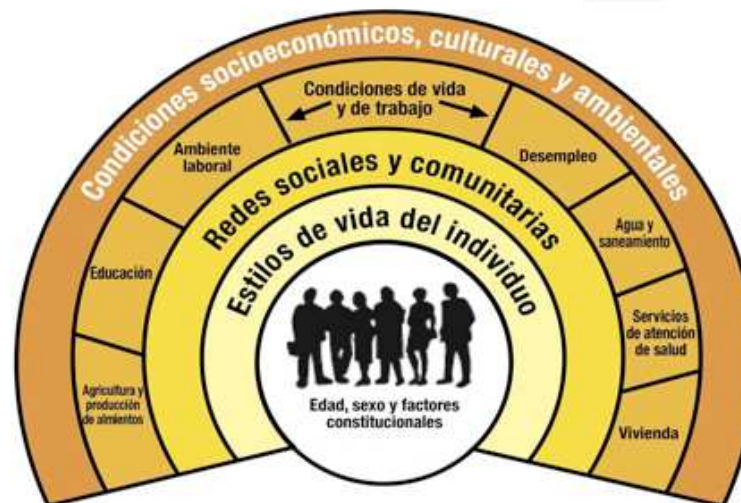 Condiciones socioeconómicos, culturales y ambientales
Condiciones de vida
y de trabajo
Ambiente
laboral
Desempleo
Redes sociales y comunitarias
Agua y
saneamiento
Educación
Estilos de vida del individuo
Servicios
de atención
de salud
Agricultura y
producción
de almientos
Edad, sexo y factores
constitucionales
Vivienda